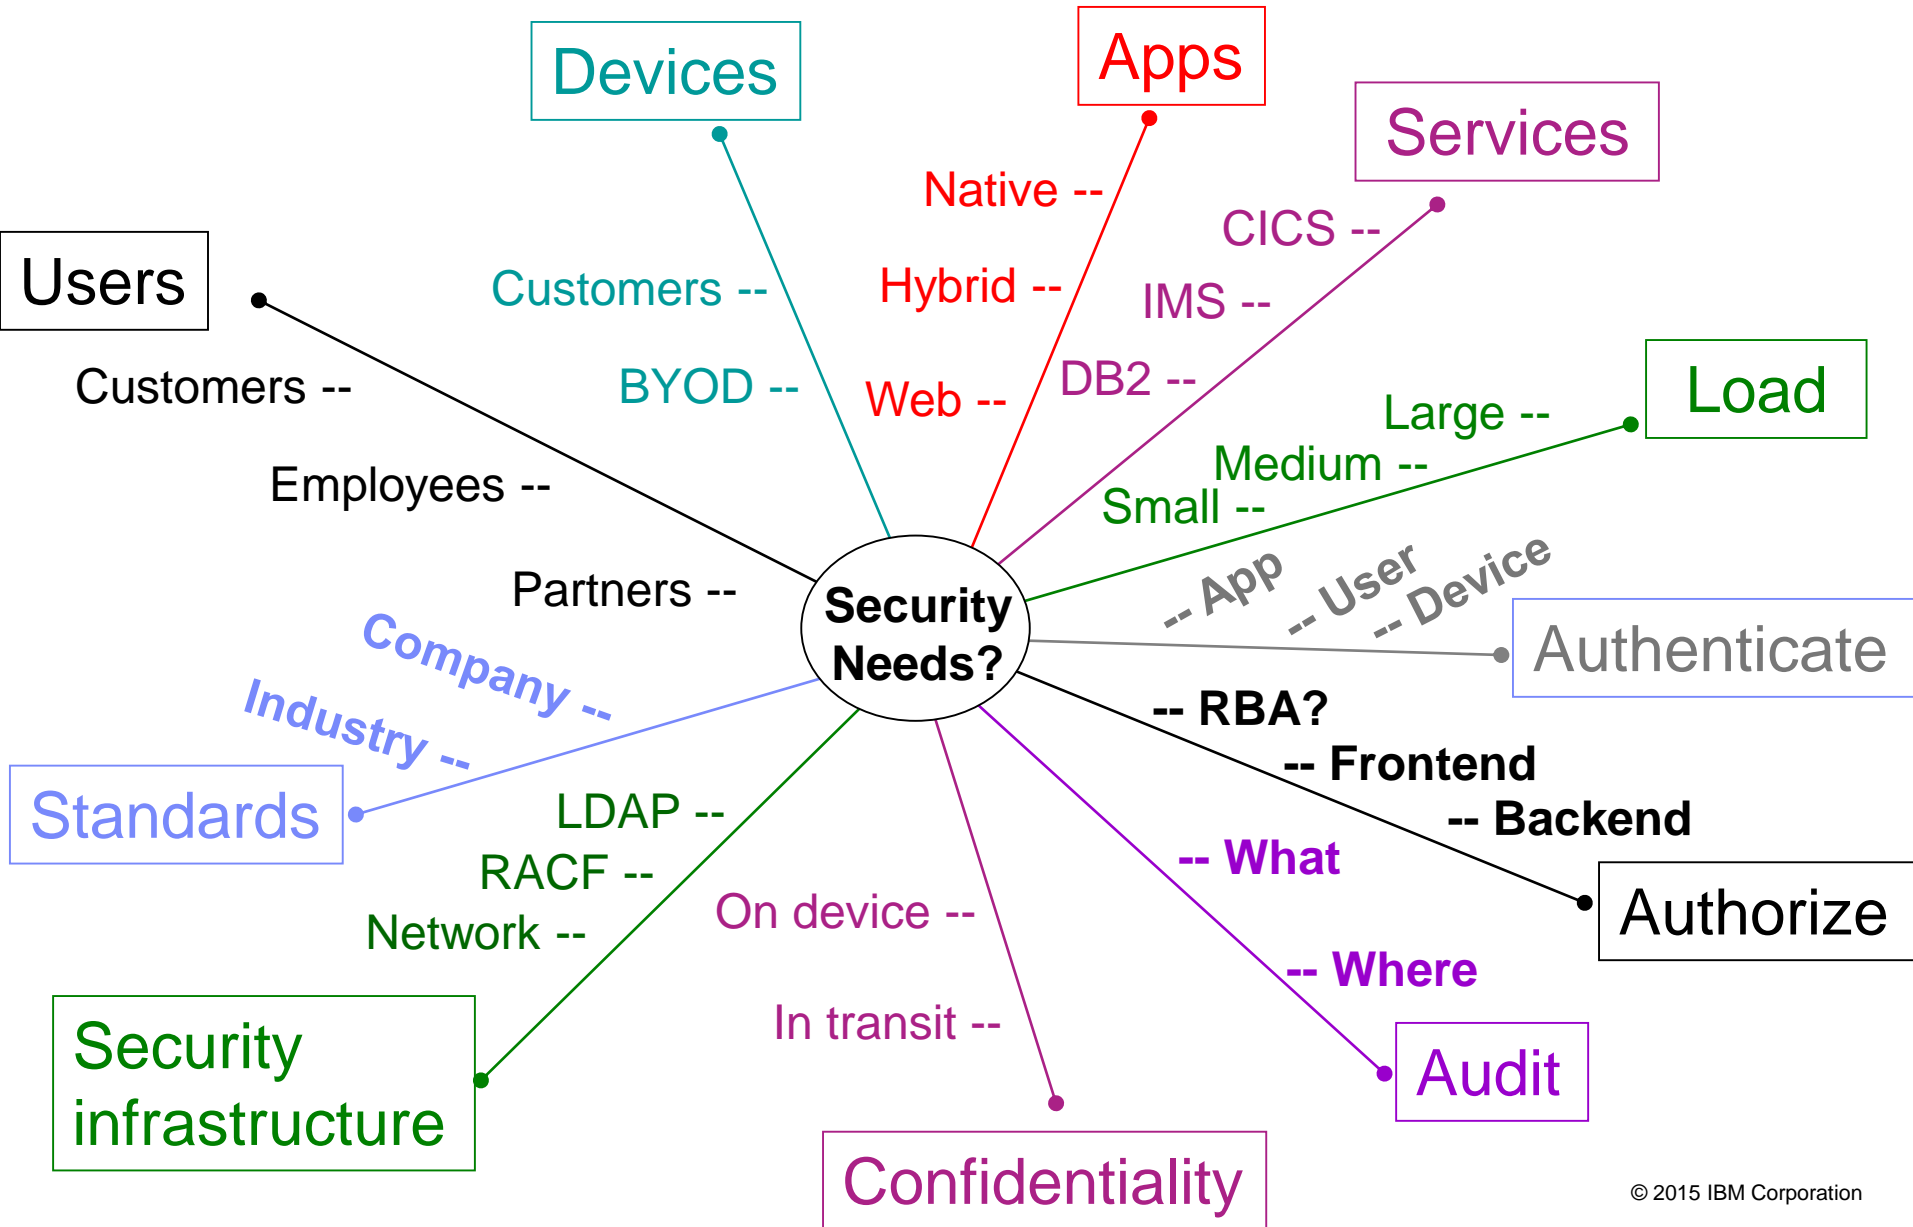 Devices
Customers --
BYOD --
Apps
Native --
Hybrid --
Web --
Services
CICS --
IMS --
DB2 --
Users
Customers --
Employees --
Partners --
Load
Large --
Medium --
Small --
Security
Needs?
-- App
-- User
-- Device
Authenticate
Company --
Industry --
Standards
-- RBA?
-- Frontend
-- Backend
Authorize
LDAP --
RACF --
Network --
Security
infrastructure
On device --
In transit --
Confidentiality
-- What
-- Where
Audit
© 2015 IBM Corporation